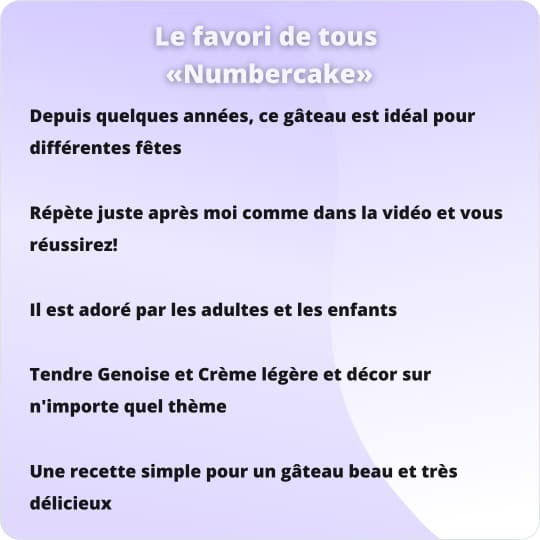 Le favori de tous
«Numbercake»
Depuis quelques années, ce gâteau est idéal pour
différentes fêtes
Répète juste après moi comme dans la vidéo et vous
réussirez!
Il est adoré par les adultes et les enfants
Tendre Genoise et Crème légère et décor sur
n'importe quel thème
Une recette simple pour un gâteau beau et très
délicieux